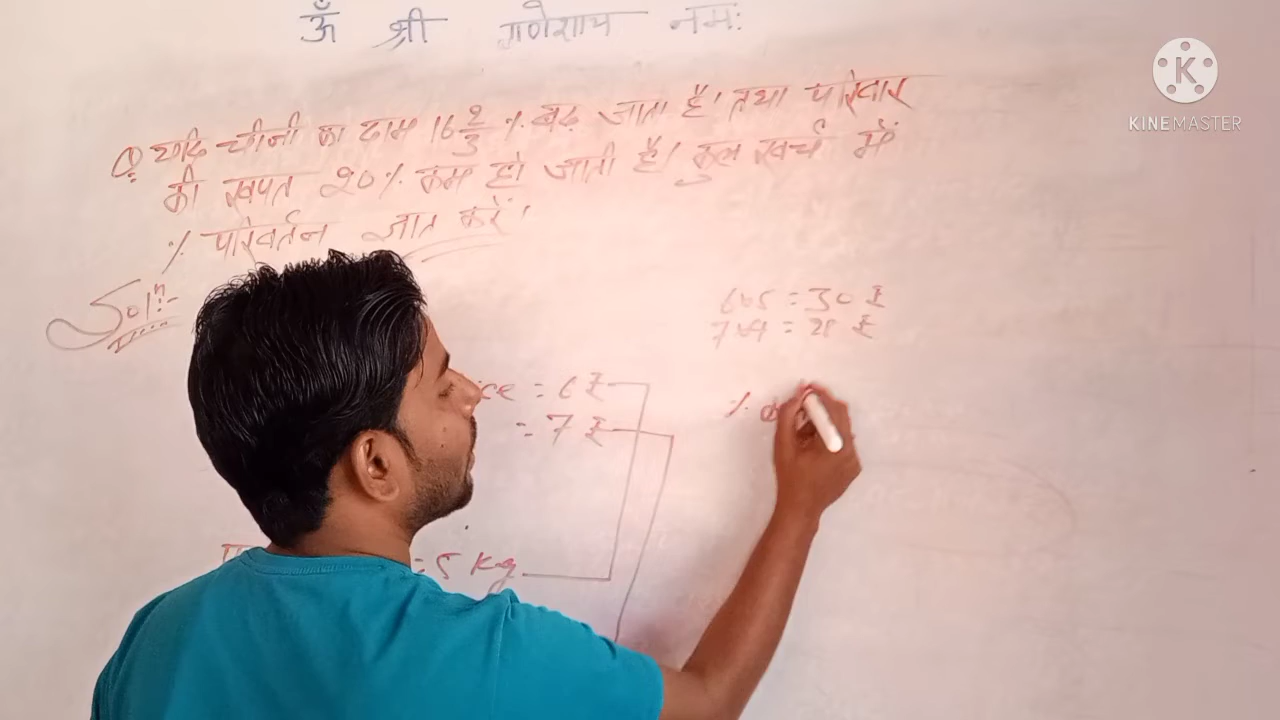 ॐ श्री गणेशाय नमः
Q. यदि चीनी का दाम 16 2/3 % बढ़ जाता है। तथा परिवार
की खपत 20% कम हो जाती है। कुल खर्च में
% परिवर्तन ज्ञात करें।
Solⁿ:-
6×5 = 30 ₹
7×4 = 28 ₹
= 6 ₹
= 7 ₹
%
= 5 Kg
KINEMASTER